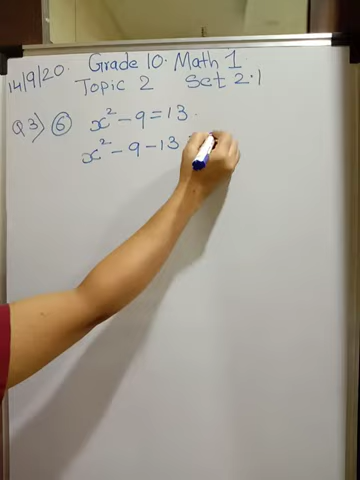 14/9/20. Grade 10. Math 1
Topic 2 Set 2.1
Q 3) ⑥ x² - 9 = 13.
x² - 9 - 13